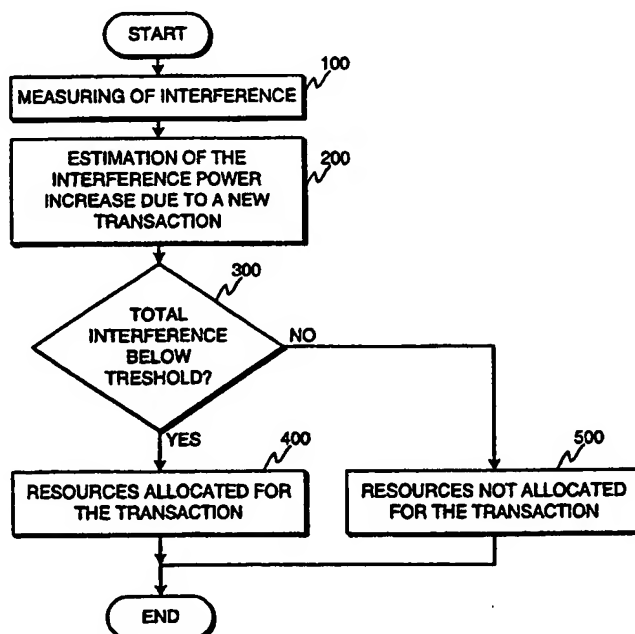 START
100
MEASURING OF INTERFERENCE
200
ESTIMATION OF THE
INTERFERENCE POWER
INCREASE DUE TO A NEW
TRANSACTION
300
TOTAL
INTERFERENCE
BELOW
TRESHOLD?
NO
YES
400
RESOURCES ALLOCATED FOR
THE TRANSACTION
500
RESOURCES NOT ALLOCATED
FOR THE TRANSACTION
END